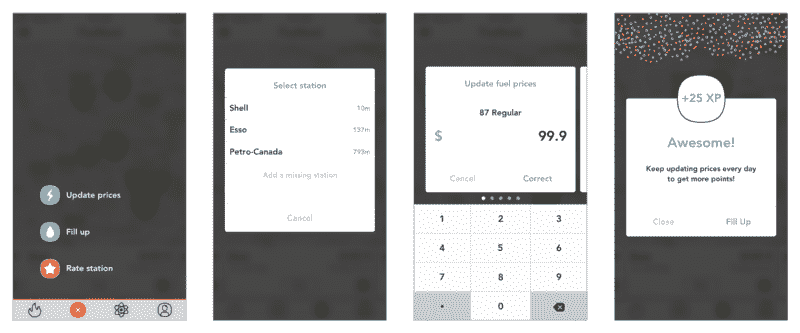 Update prices
Fill up
Rate station
Select station
Shell 10m
Esso 137m
Petro-Canada 793m
Add a missing station
Cancel
Update fuel prices
87 Regular
$ 99.9
Cancel Correct
1 2 3
4 5 6
7 8 9
. 0
+25 XP
Awesome!
Keep updating prices every day
to get more points!
Close Fill Up